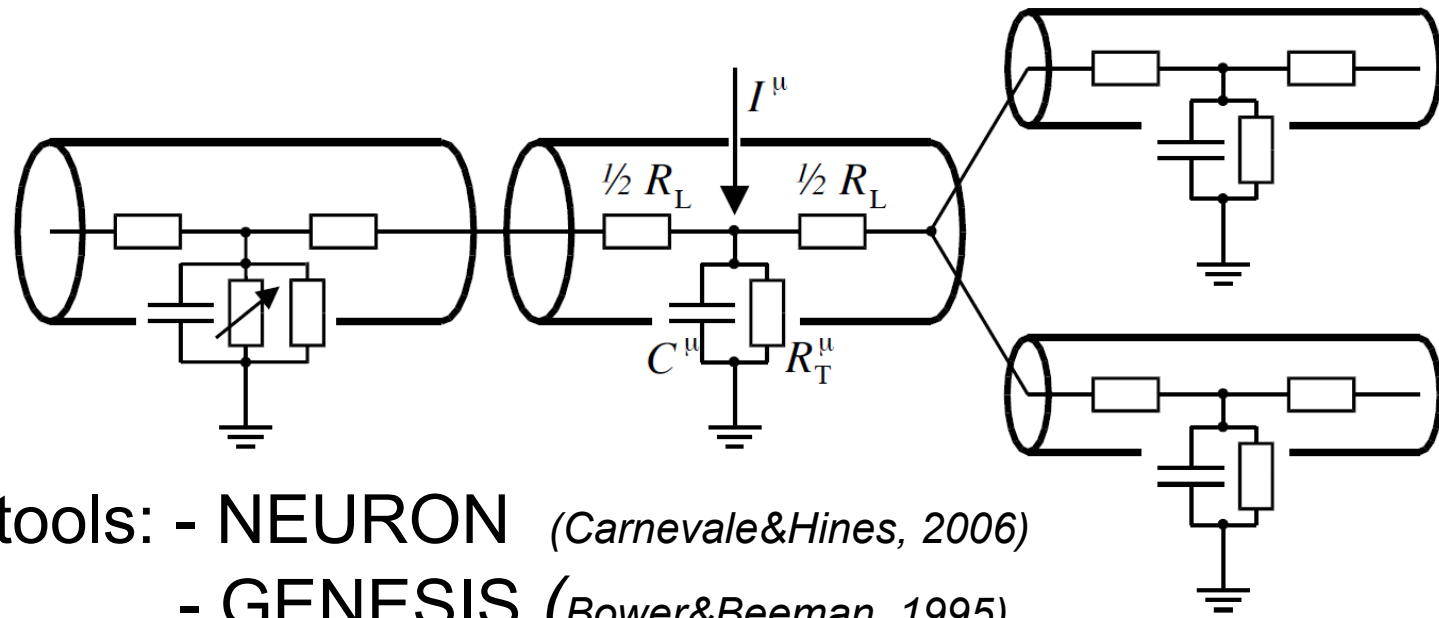 I^μ
½ R_L ½ R_L
C^μ R_T^μ
tools: - NEURON (Carnevale&Hines, 2006)
- GENESIS (Bower&Beeman, 1995)